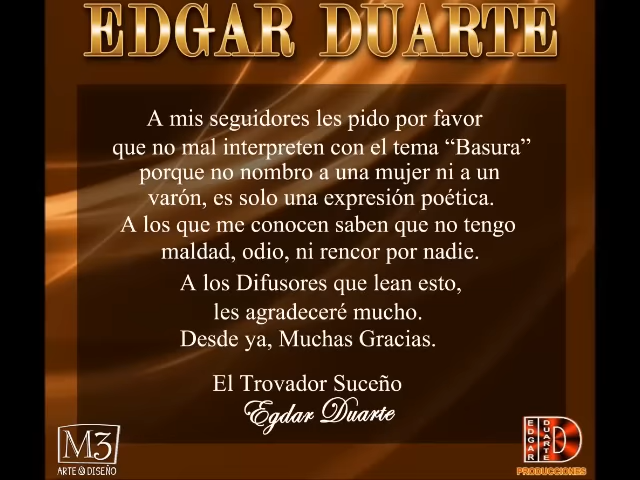 EDGAR DUARTE
A mis seguidores les pido por favor
que no mal interpreten con el tema “Basura”
porque no nombro a una mujer ni a un
varón, es solo una expresión poética.
A los que me conocen saben que no tengo
maldad, odio, ni rencor por nadie.
A los Difusores que lean esto,
les agradeceré mucho.
Desde ya, Muchas Gracias.
El Trovador Suceño
Egdar Duarte
M3
ARTE & DISEÑO
EDGAR
DUARTE
D
PRODUCCIONES